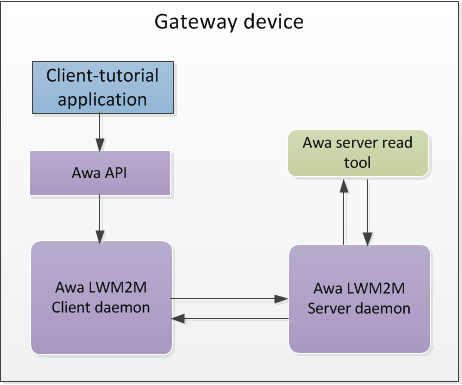 Gateway device
Client-tutorial
application
Awa API
Awa server read
tool
Awa LWM2M
Client daemon
Awa LWM2M
Server daemon